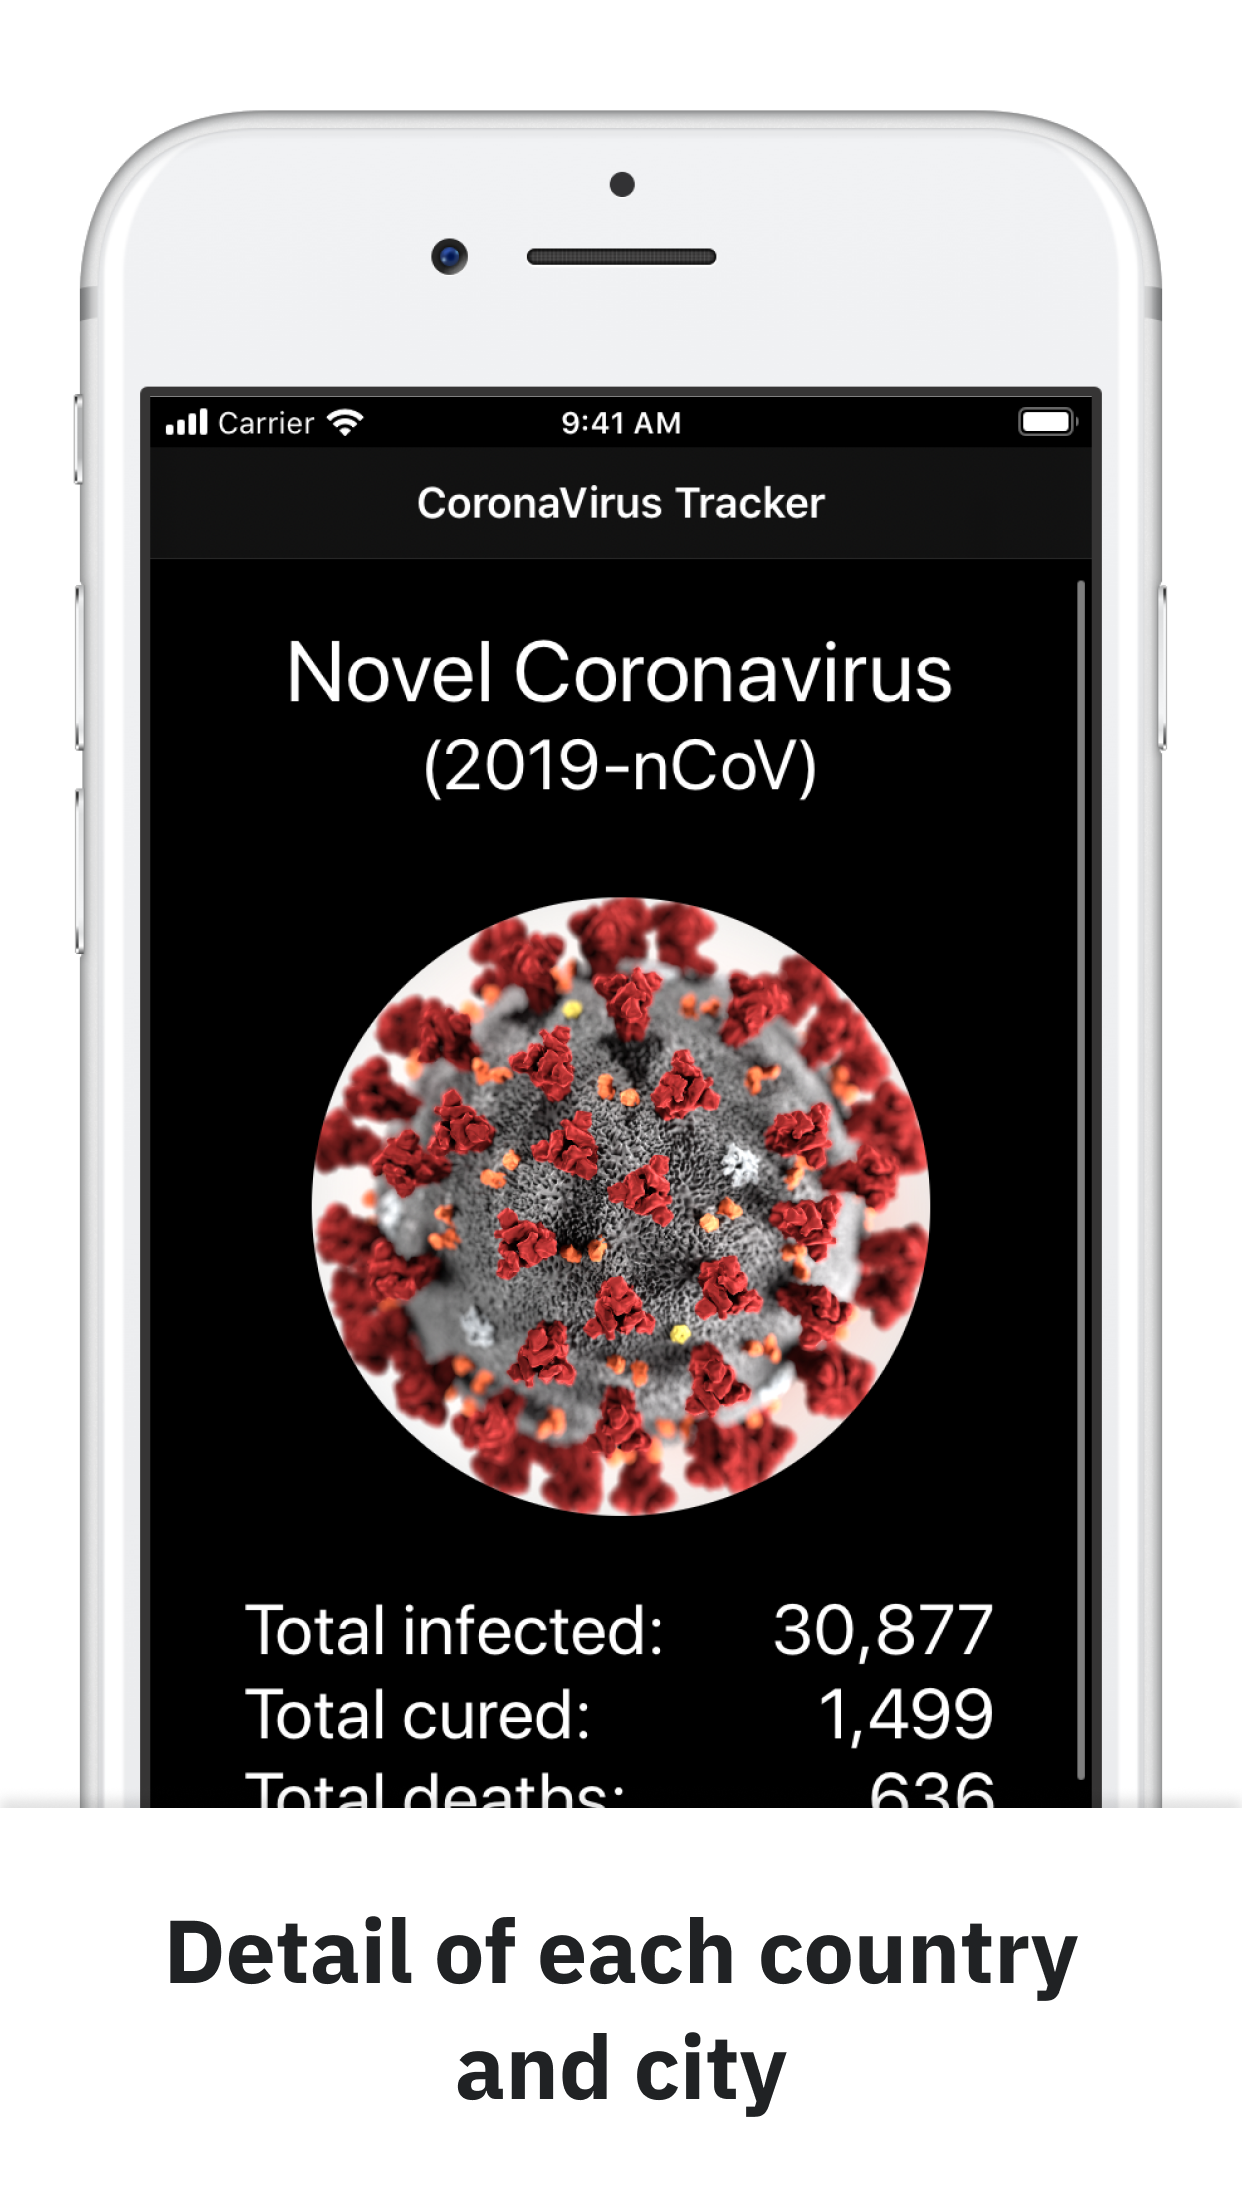 Carrier
9:41 AM
CoronaVirus Tracker
Novel Coronavirus
(2019-nCoV)
Total infected: 30,877
Total cured: 1,499
Total deaths: 636
Detail of each country
and city